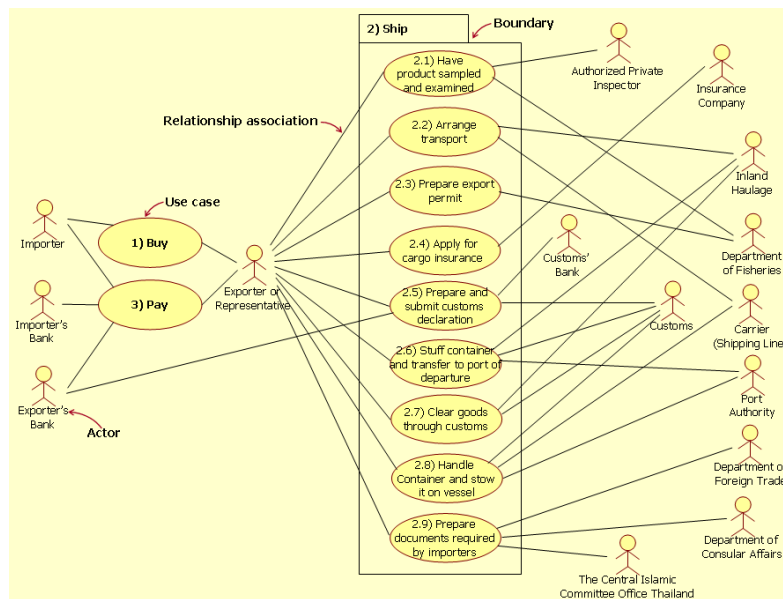 Boundary
2) Ship
2.1) Have
product sampled
and examined
Authorized Private
Inspector
Insurance
Company
Relationship association
2.2) Arrange
transport
Inland
Haulage
2.3) Prepare export
permit
Use case
Importer
1) Buy
2.4) Apply for
cargo insurance
Customs'
Bank
Department
of Fisheries
Exporter or
Representative
3) Pay
2.5) Prepare and
submit customs
declaration
Importer's
Bank
Customs
Carrier
(Shipping Line
2.6) Stuff container
and transfer to port of
departure
Exporter's
Bank
Actor
Port
Authority
2.7) Clear goods
through customs
2.8) Handle
Container and stow
it on vessel
Department of
Foreign Trade
2.9) Prepare
documents required
by importers
Department of
Consular Affairs
The Central Islamic
Committee Office Thailand